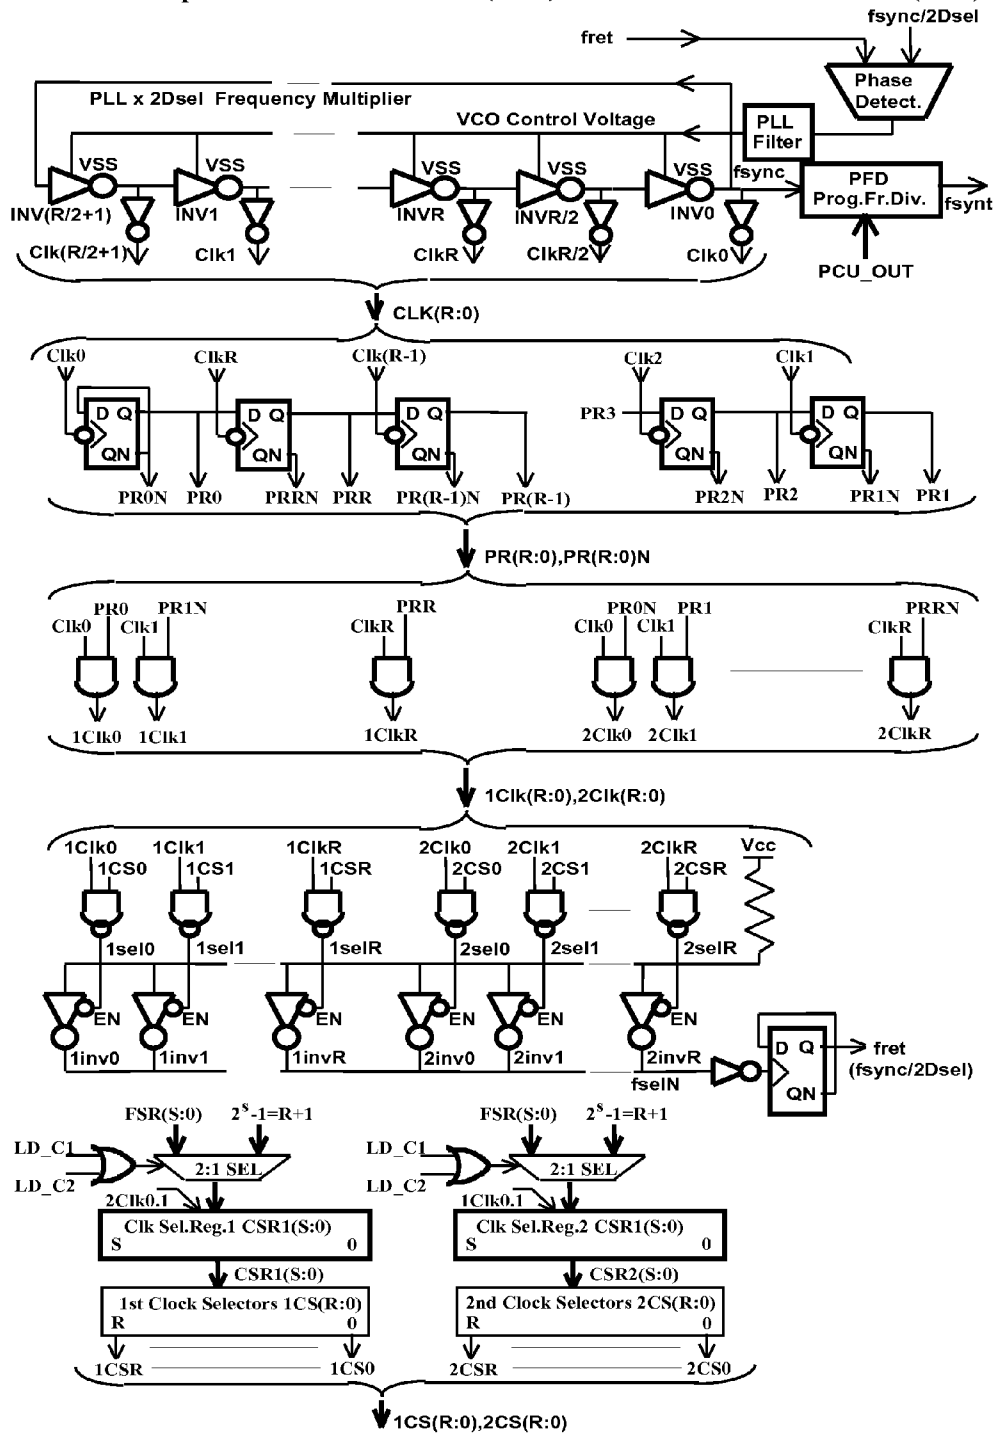 fsync/2Dsel
fret
Phase
Detect.
PLL x 2Dsel Frequency Multiplier
VCO Control Voltage
PLL
Filter
VSS VSS VSS VSS VSS
fsync
PFD
Prog.Fr.Div.
fsynt
INV(R/2+1) INV1 INVR INVR/2 INV0
Clk(R/2+1) Clk1 ClkR ClkR/2 Clk0
PCU_OUT
CLK(R:0)
Clk0 ClkR Clk(R-1) Clk2 Clk1
D Q D Q D Q PR3 D Q D Q
QN QN QN QN QN
PR0N PR0 PRRN PRR PR(R-1)N PR(R-1) PR2N PR2 PR1N PR1
PR(R:0),PR(R:0)N
PR0 PR1N PRR PR0N PR1 PRRN
Clk0 Clk1 ClkR Clk0 Clk1 ClkR
1Clk0 1Clk1 1ClkR 2Clk0 2Clk1 2ClkR
1Clk(R:0),2Clk(R:0)
1Clk0 1Clk1 1ClkR 2Clk0 2Clk1 2ClkR Vcc
1CS0 1CS1 1CSR 2CS0 2CS1 2CSR
1sel0 1sel1 1selR 2sel0 2sel1 2selR
EN EN EN EN EN EN
1inv0 1inv1 1invR 2inv0 2inv1 2invR
fselN
D Q
QN
fret
(fsync/2Dsel)
FSR(S:0) 2^s-1=R+1 FSR(S:0) 2^s-1=R+1
LD_C1 LD_C1
2:1 SEL 2:1 SEL
LD_C2 LD_C2
2Clk0.1 1Clk0.1
Clk Sel.Reg.1 CSR1(S:0) Clk Sel.Reg.2 CSR1(S:0)
S 0 S 0
CSR1(S:0) CSR2(S:0)
1st Clock Selectors 1CS(R:0) 2nd Clock Selectors 2CS(R:0)
R 0 R 0
1CSR 1CS0 2CSR 2CS0
1CS(R:0),2CS(R:0)